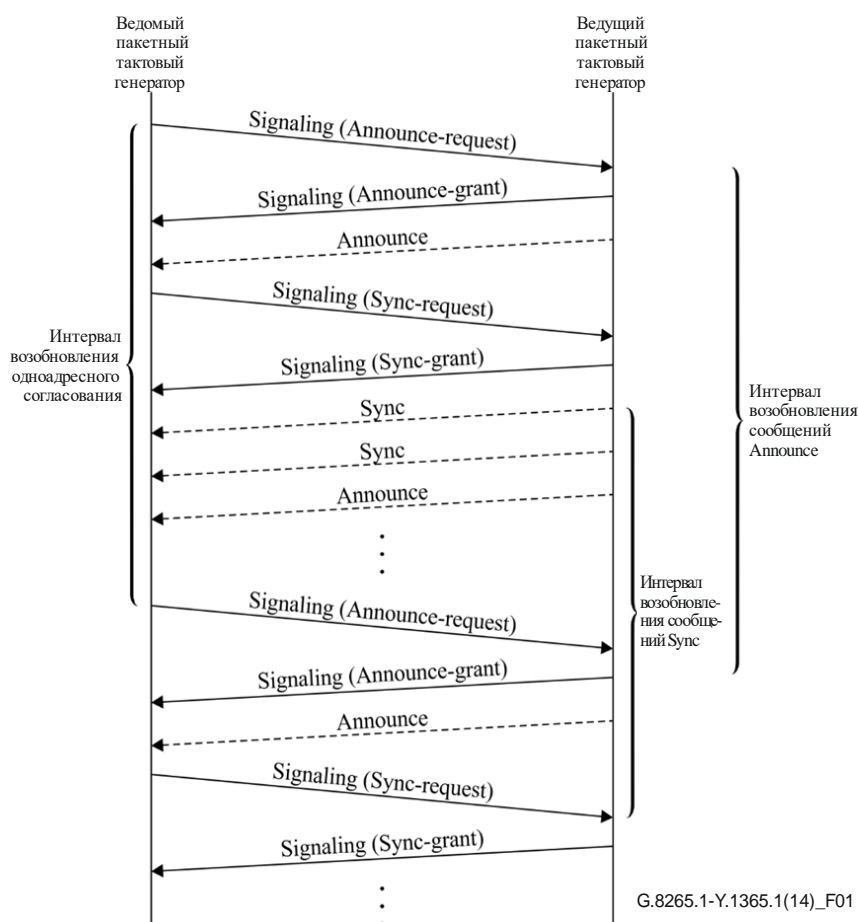 Ведомый
пакетный
тактовый
генератор
Ведущий
пакетный
тактовый
генератор
Signaling (Announce-request)
Signaling (Announce-grant)
Announce
Signaling (Sync-request)
Интервал
возобновления
одноадресного
согласования
Signaling (Sync-grant)
Sync
Sync
Announce
Интервал
возобновления
сообщений
Announce
Signaling (Announce-request)
Интервал
возобновле-
ния сообще-
ний Sync
Signaling (Announce-grant)
Announce
Signaling (Sync-request)
Signaling (Sync-grant)
G.8265.1-Y.1365.1(14)_F01